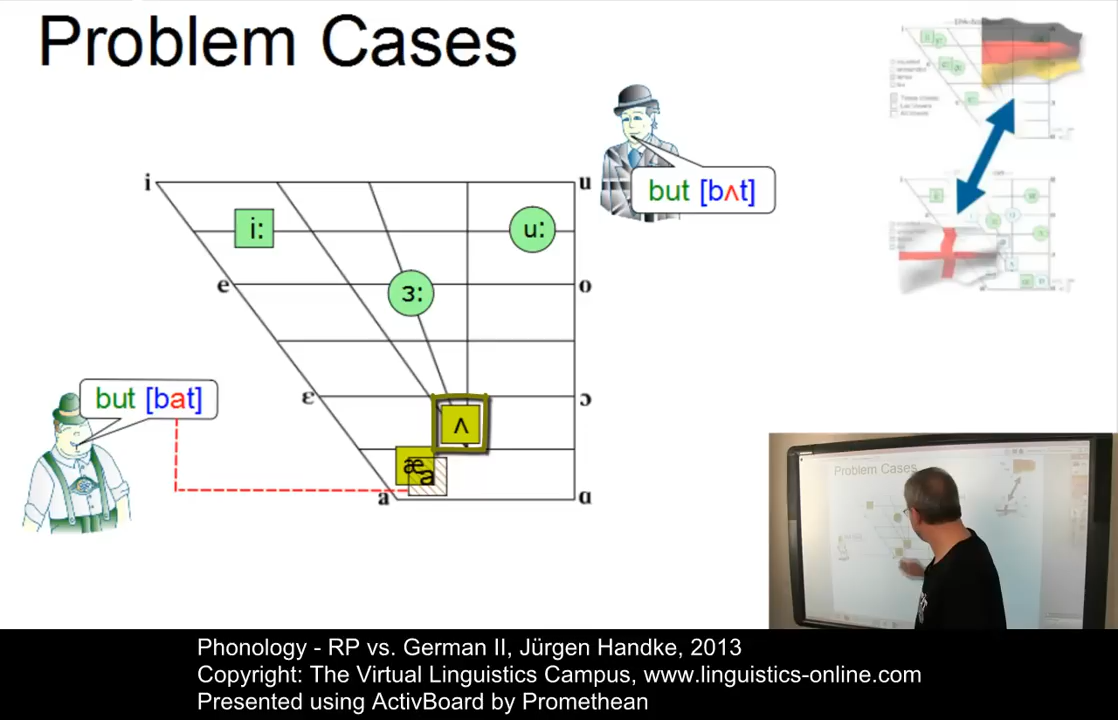 Problem Cases
but [bʌt]
i
u
i:
u:
e
ɜ:
o
but [bat]
ɛ
ɔ
ʌ
æ
a
a
ɑ
Problem Cases
Phonology - RP vs. German II, Jürgen Handke, 2013
Copyright: The Virtual Linguistics Campus, www.linguistics-online.com
Presented using ActivBoard by Promethean